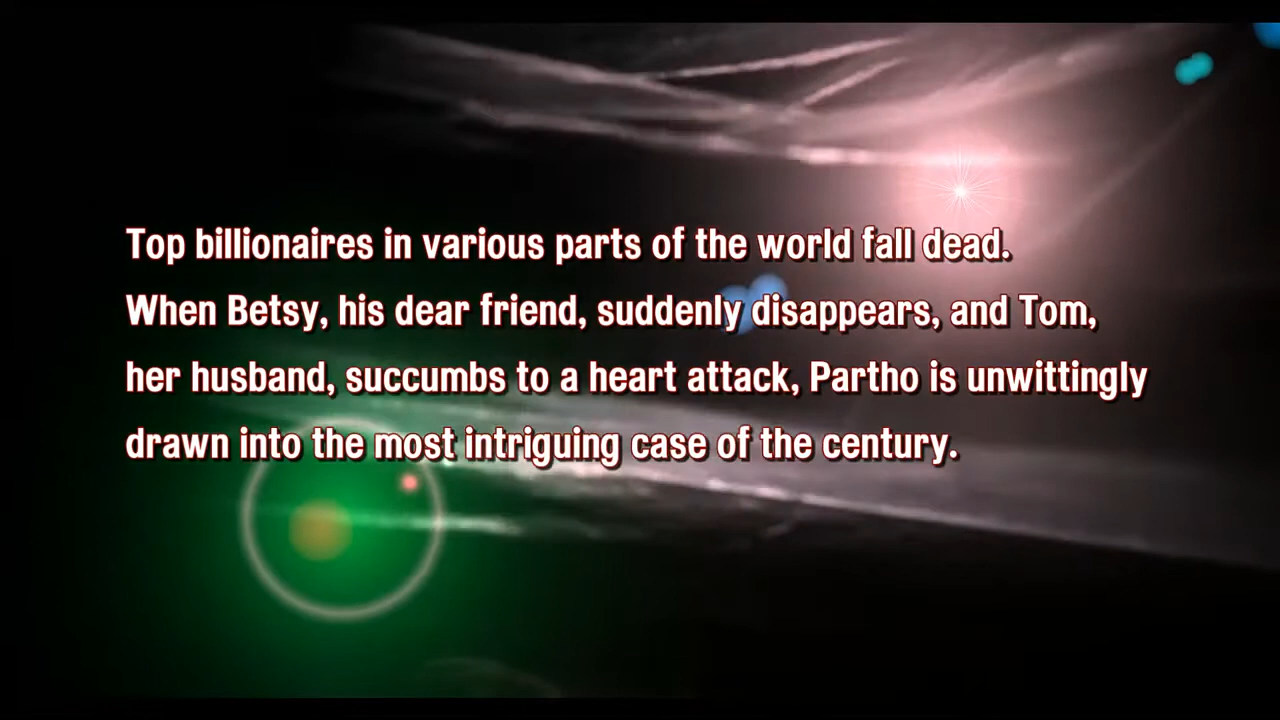 Top billionaires in various parts of the world fall dead.
When Betsy, his dear friend, suddenly disappears, and Tom,
her husband, succumbs to a heart attack, Partho is unwittingly
drawn into the most intriguing case of the century.